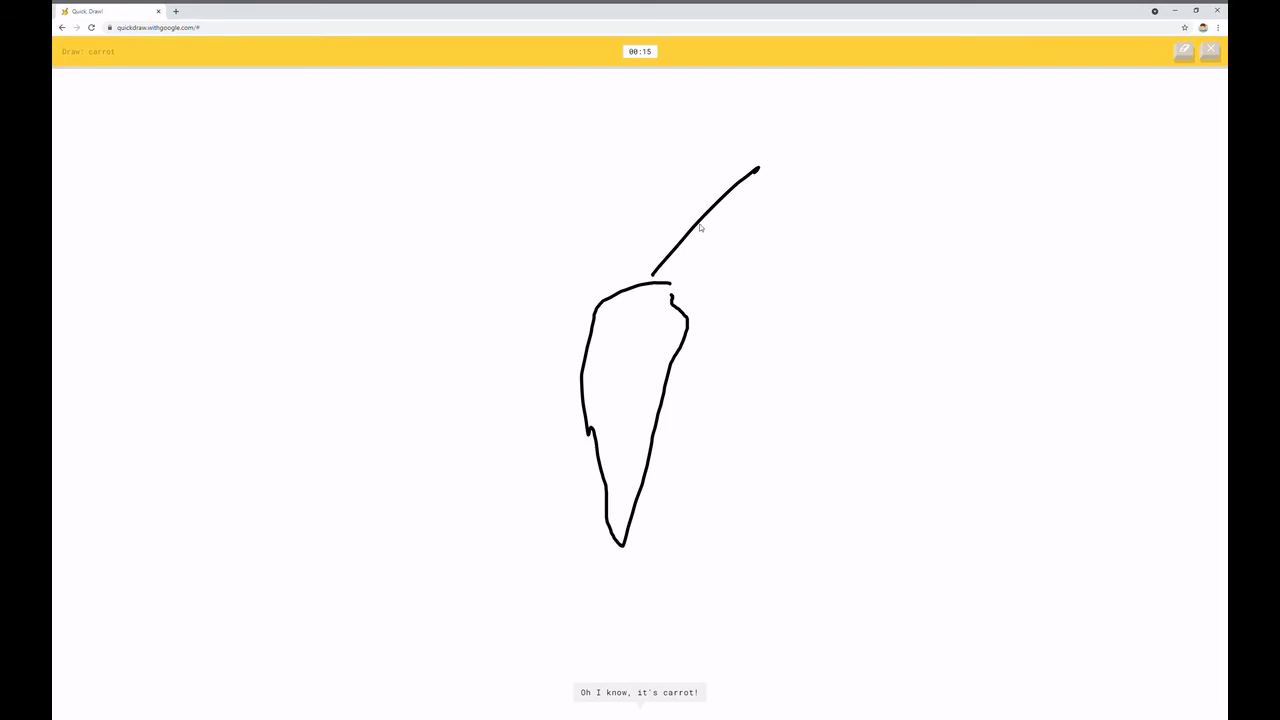 Quick, Draw!
quickdraw.withgoogle.com/#
Draw: carrot
00:15
Oh I know, it's carrot!